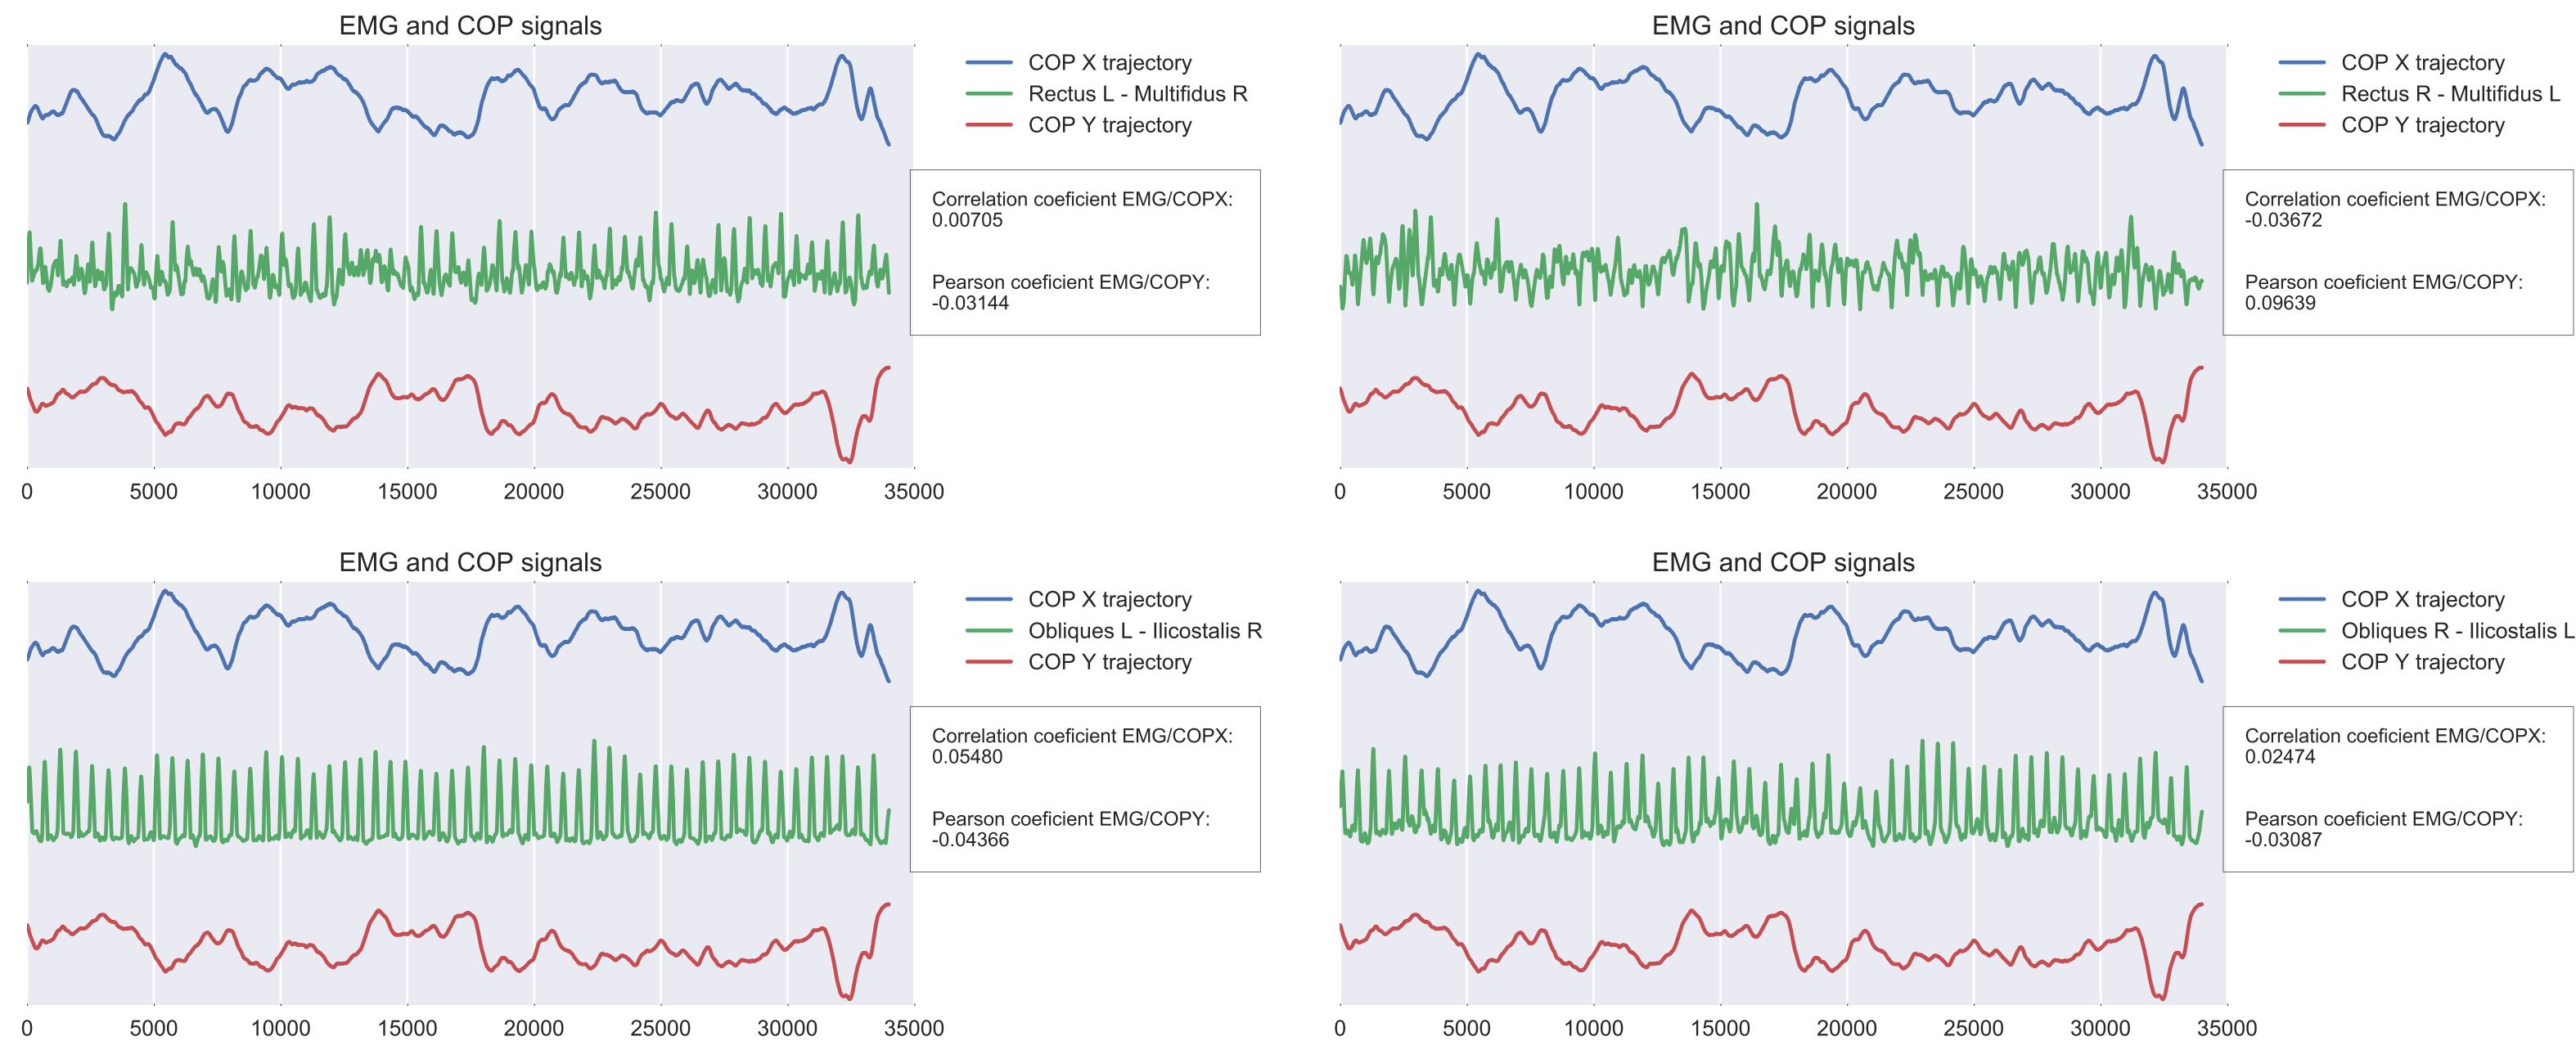 EMG and COP signals
COP X trajectory
Rectus L - Multifidus R
COP Y trajectory
Correlation coeficient EMG/COPX:
0.00705
Pearson coeficient EMG/COPY:
-0.03144
0 5000 10000 15000 20000 25000 30000 35000
EMG and COP signals
COP X trajectory
Rectus R - Multifidus L
COP Y trajectory
Correlation coeficient EMG/COPX:
-0.03672
Pearson coeficient EMG/COPY:
0.09639
0 5000 10000 15000 20000 25000 30000 35000
EMG and COP signals
COP X trajectory
Obliques L - Ilicostalis R
COP Y trajectory
Correlation coeficient EMG/COPX:
0.05480
Pearson coeficient EMG/COPY:
-0.04366
0 5000 10000 15000 20000 25000 30000 35000
EMG and COP signals
COP X trajectory
Obliques R - Ilicostalis L
COP Y trajectory
Correlation coeficient EMG/COPX:
0.02474
Pearson coeficient EMG/COPY:
-0.03087
0 5000 10000 15000 20000 25000 30000 35000